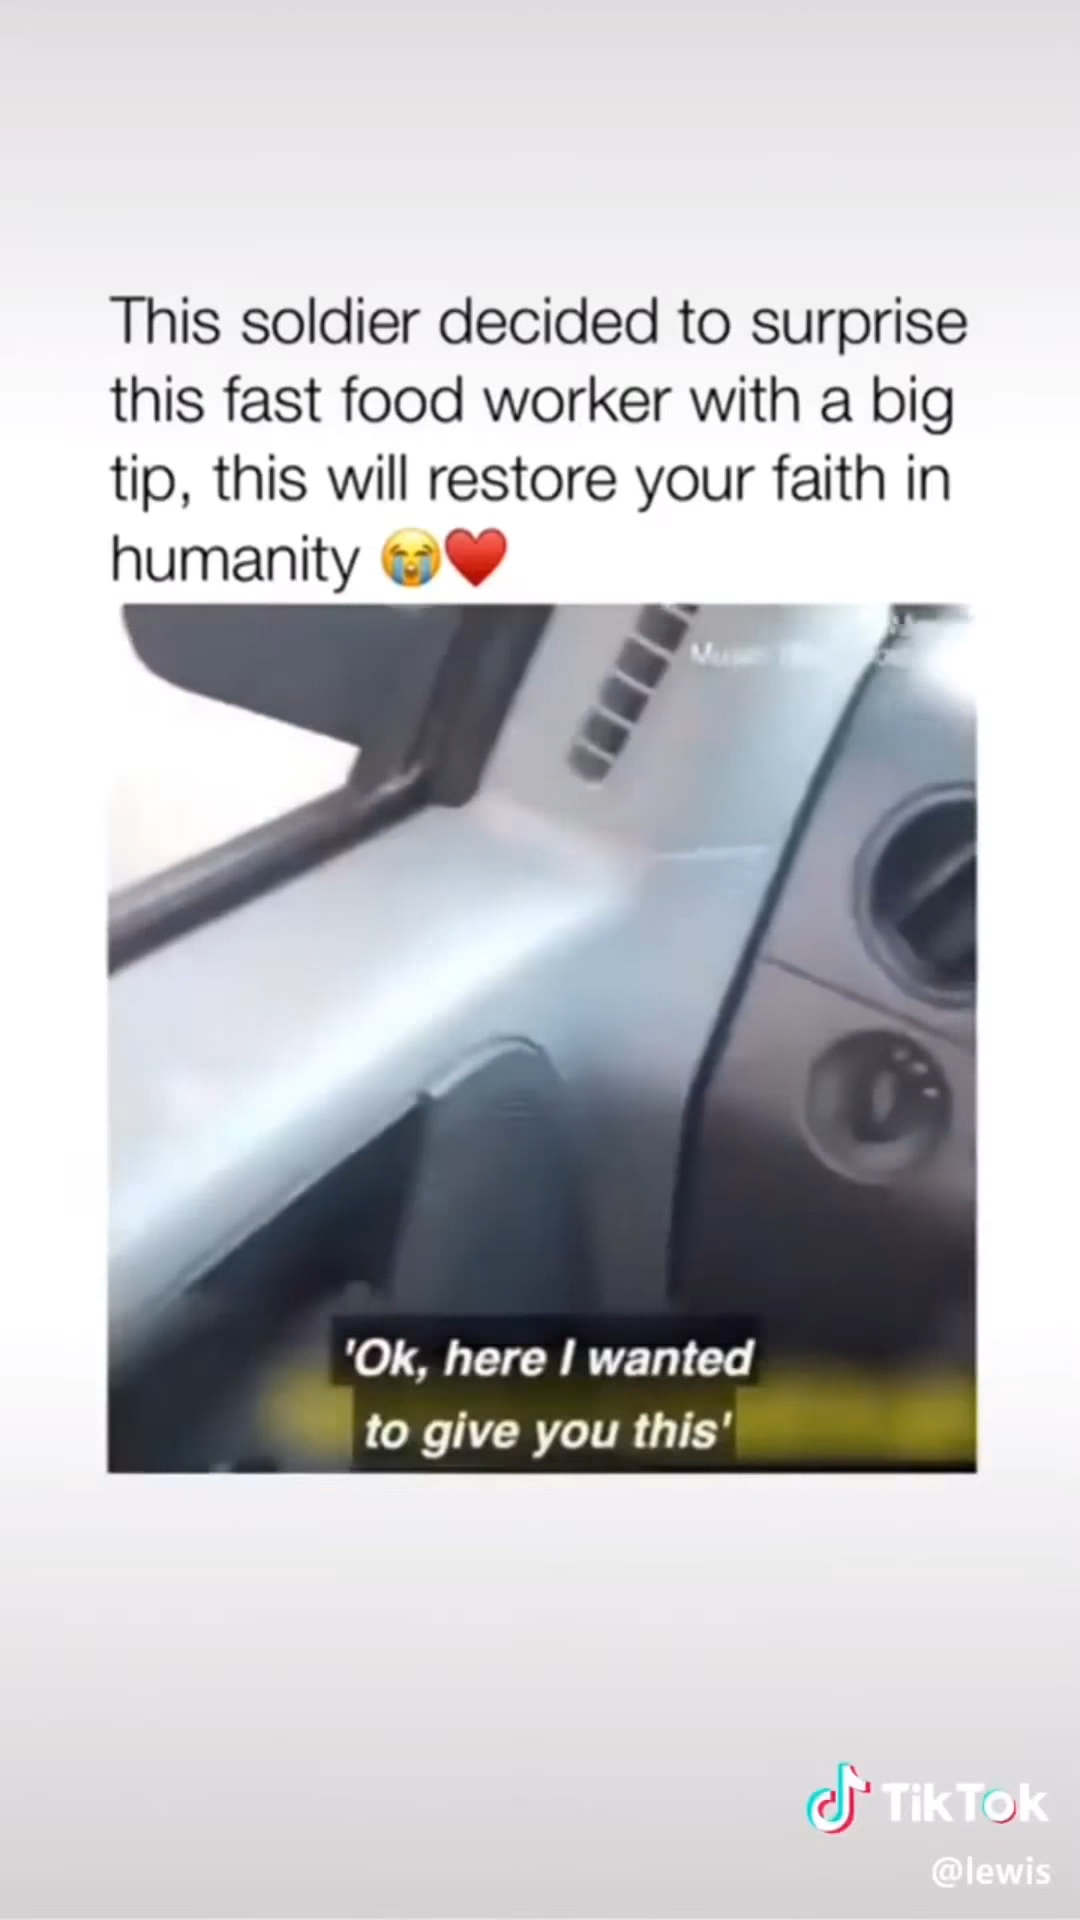 This soldier decided to surprise
this fast food worker with a big
tip, this will restore your faith in
humanity 😭❤️
'Ok, here I wanted
to give you this'
TikTok
@lewis